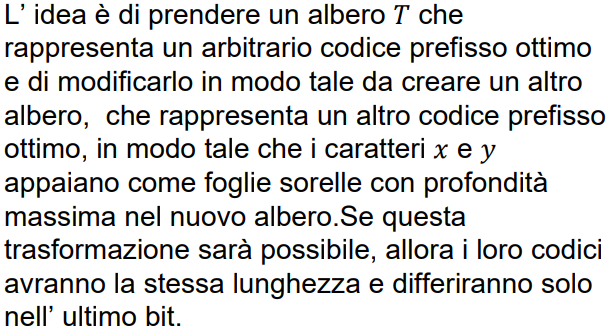 L’ idea è di prendere un albero T che
rappresenta un arbitrario codice prefisso ottimo
e di modificarlo in modo tale da creare un altro
albero,  che rappresenta un altro codice prefisso
ottimo, in modo tale che i caratteri x e y
appaiano come foglie sorelle con profondità
massima nel nuovo albero.Se questa
trasformazione sarà possibile, allora i loro codici
avranno la stessa lunghezza e differiranno solo
nell’ ultimo bit.